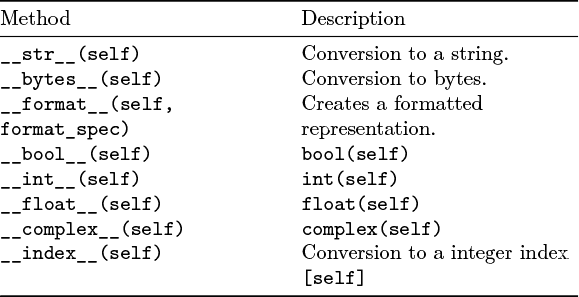 Method Description
__str__(self) Conversion to a string.
__bytes__(self) Conversion to bytes.
__format__(self, Creates a formatted
format_spec) representation.
__bool__(self) bool(self)
__int__(self) int(self)
__float__(self) float(self)
__complex__(self) complex(self)
__index__(self) Conversion to a integer index
[self]